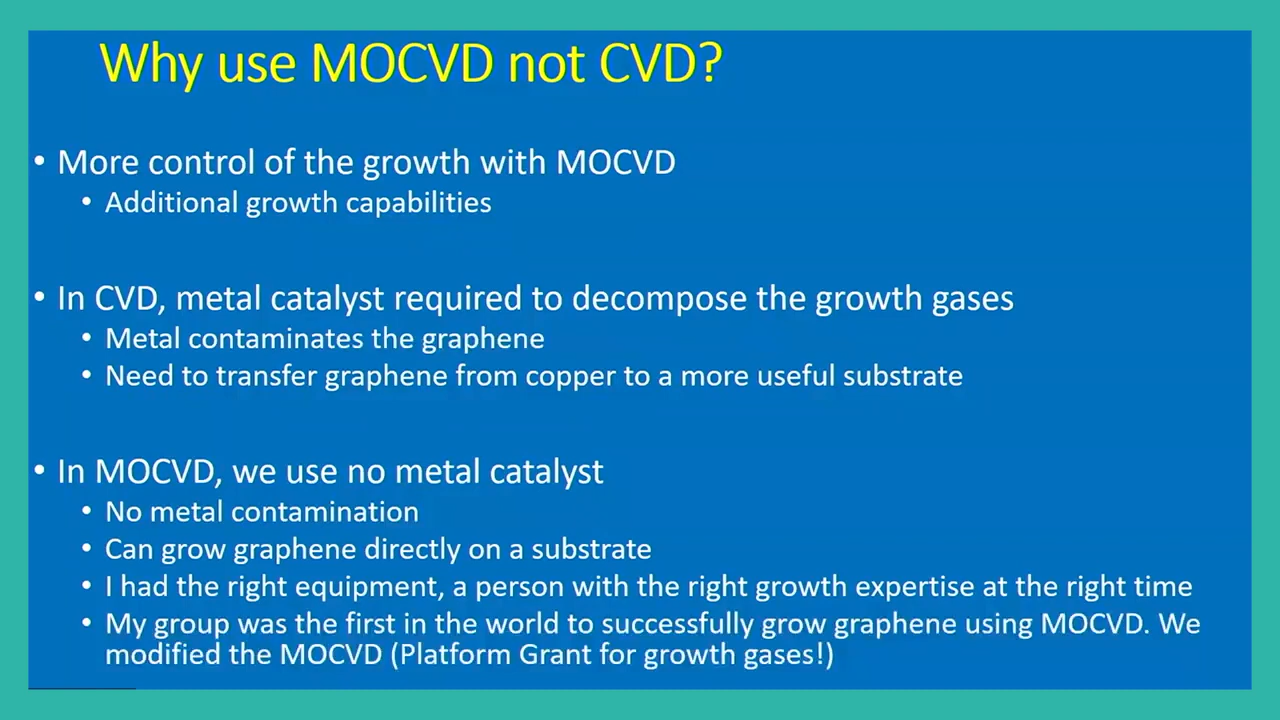 Why use MOCVD not CVD?
• More control of the growth with MOCVD
• Additional growth capabilities
• In CVD, metal catalyst required to decompose the growth gases
• Metal contaminates the graphene
• Need to transfer graphene from copper to a more useful substrate
• In MOCVD, we use no metal catalyst
• No metal contamination
• Can grow graphene directly on a substrate
• I had the right equipment, a person with the right growth expertise at the right time
• My group was the first in the world to successfully grow graphene using MOCVD. We
modified the MOCVD (Platform Grant for growth gases!)